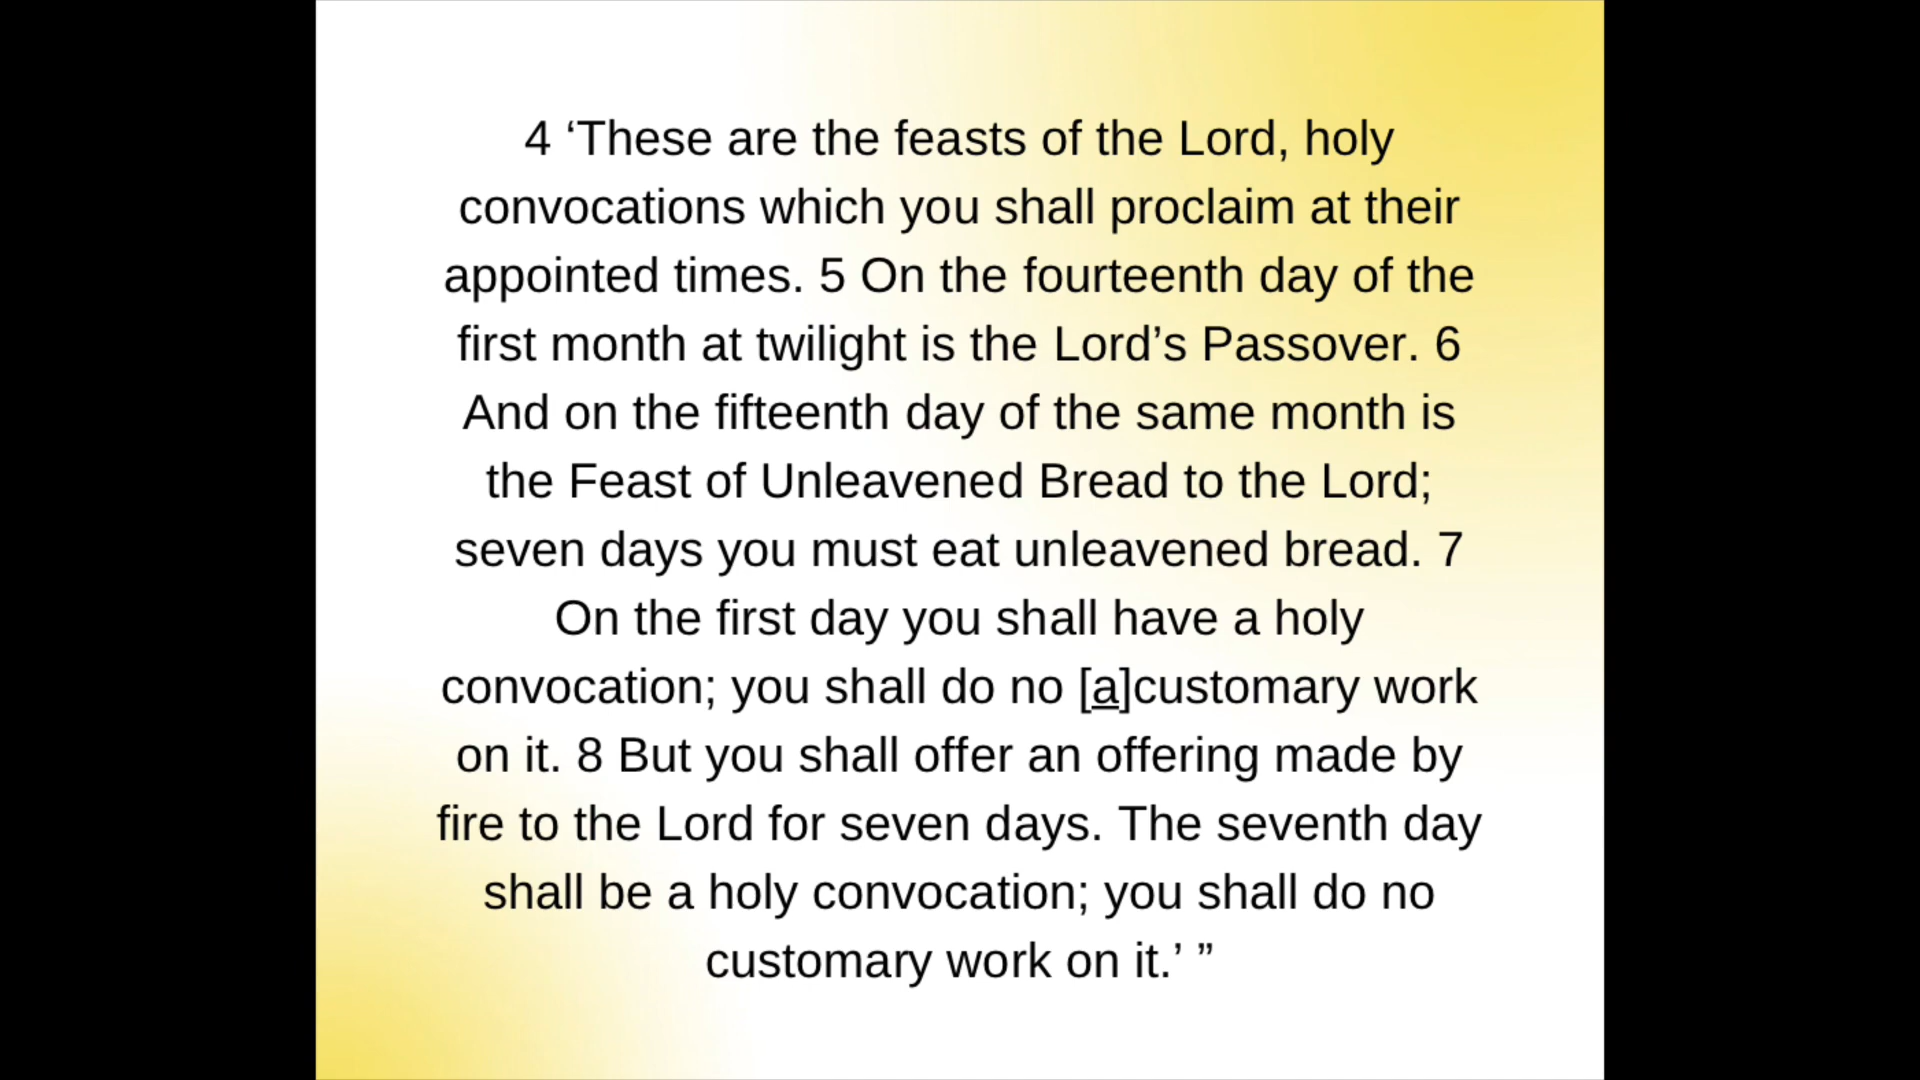 4 ‘These are the feasts of the Lord, holy
convocations which you shall proclaim at their
appointed times. 5 On the fourteenth day of the
first month at twilight is the Lord’s Passover. 6
And on the fifteenth day of the same month is
the Feast of Unleavened Bread to the Lord;
seven days you must eat unleavened bread. 7
On the first day you shall have a holy
convocation; you shall do no [a]customary work
on it. 8 But you shall offer an offering made by
fire to the Lord for seven days. The seventh day
shall be a holy convocation; you shall do no
customary work on it.’ ”